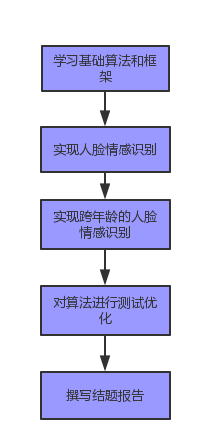 学习基础算法和框
架
实现人脸情感识别
实现跨年龄的人脸
情感识别
对算法进行测试优
化
撰写结题报告